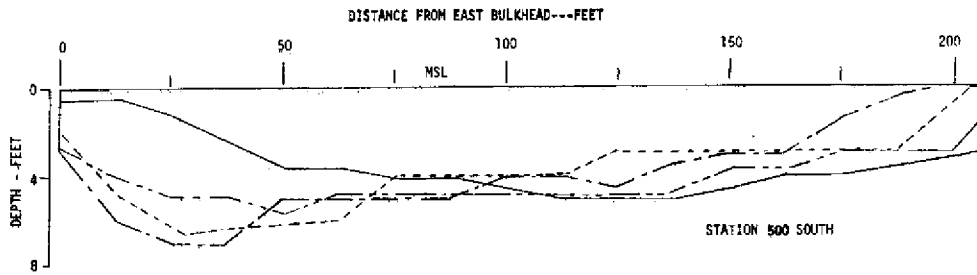 DISTANCE FROM EAST BULKHEAD---FEET
0 50 100 150 200
MSL
0
4
8
DEPTH--FEET
STATION 500 SOUTH